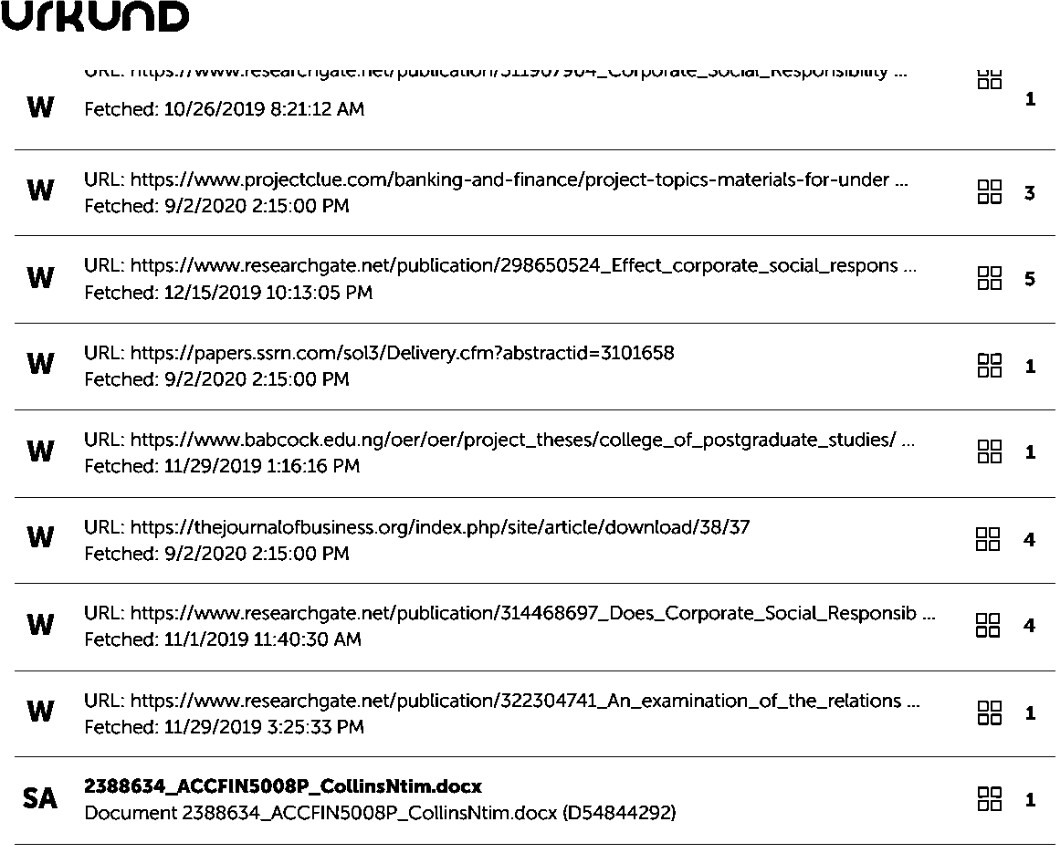 URKUND
URL: https://www.researchgate.net/publication/311907904_Corporate_Social_Responsibility ...
W
Fetched: 10/26/2019 8:21:12 AM
1
W
URL: https://www.projectclue.com/banking-and-finance/project-topics-materials-for-under ...
Fetched: 9/2/2020 2:15:00 PM
3
W
URL: https://www.researchgate.net/publication/298650524_Effect_corporate_social_respons ...
Fetched: 12/15/2019 10:13:05 PM
5
W
URL: https://papers.ssrn.com/sol3/Delivery.cfm?abstractid=3101658
Fetched: 9/2/2020 2:15:00 PM
1
W
URL: https://www.babcock.edu.ng/oer/oer/project_theses/college_of_postgraduate_studies/ ...
Fetched: 11/29/2019 1:16:16 PM
1
W
URL: https://thejournalofbusiness.org/index.php/site/article/download/38/37
Fetched: 9/2/2020 2:15:00 PM
4
W
URL: https://www.researchgate.net/publication/314468697_Does_Corporate_Social_Responsib ...
Fetched: 11/1/2019 11:40:30 AM
4
W
URL: https://www.researchgate.net/publication/322304741_An_examination_of_the_relations ...
Fetched: 11/29/2019 3:25:33 PM
1
SA
2388634_ACCFIN5008P_CollinsNtim.docx
Document 2388634_ACCFIN5008P_CollinsNtim.docx (D54844292)
1